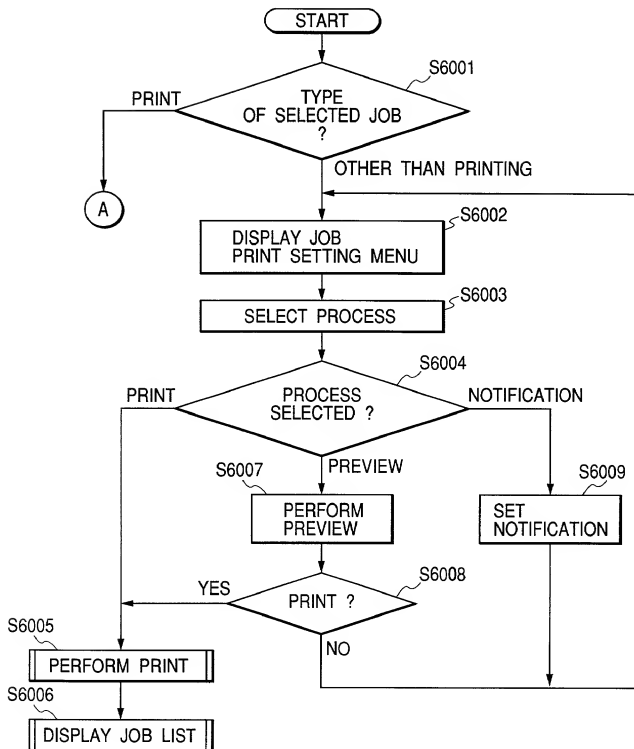 START
S6001
TYPE
OF SELECTED JOB
?
PRINT
OTHER THAN PRINTING
A
S6002
DISPLAY JOB
PRINT SETTING MENU
S6003
SELECT PROCESS
S6004
PRINT
PROCESS
SELECTED ?
NOTIFICATION
PREVIEW
S6007
PERFORM
PREVIEW
S6009
SET
NOTIFICATION
S6008
YES
PRINT ?
NO
S6005
PERFORM PRINT
S6006
DISPLAY JOB LIST